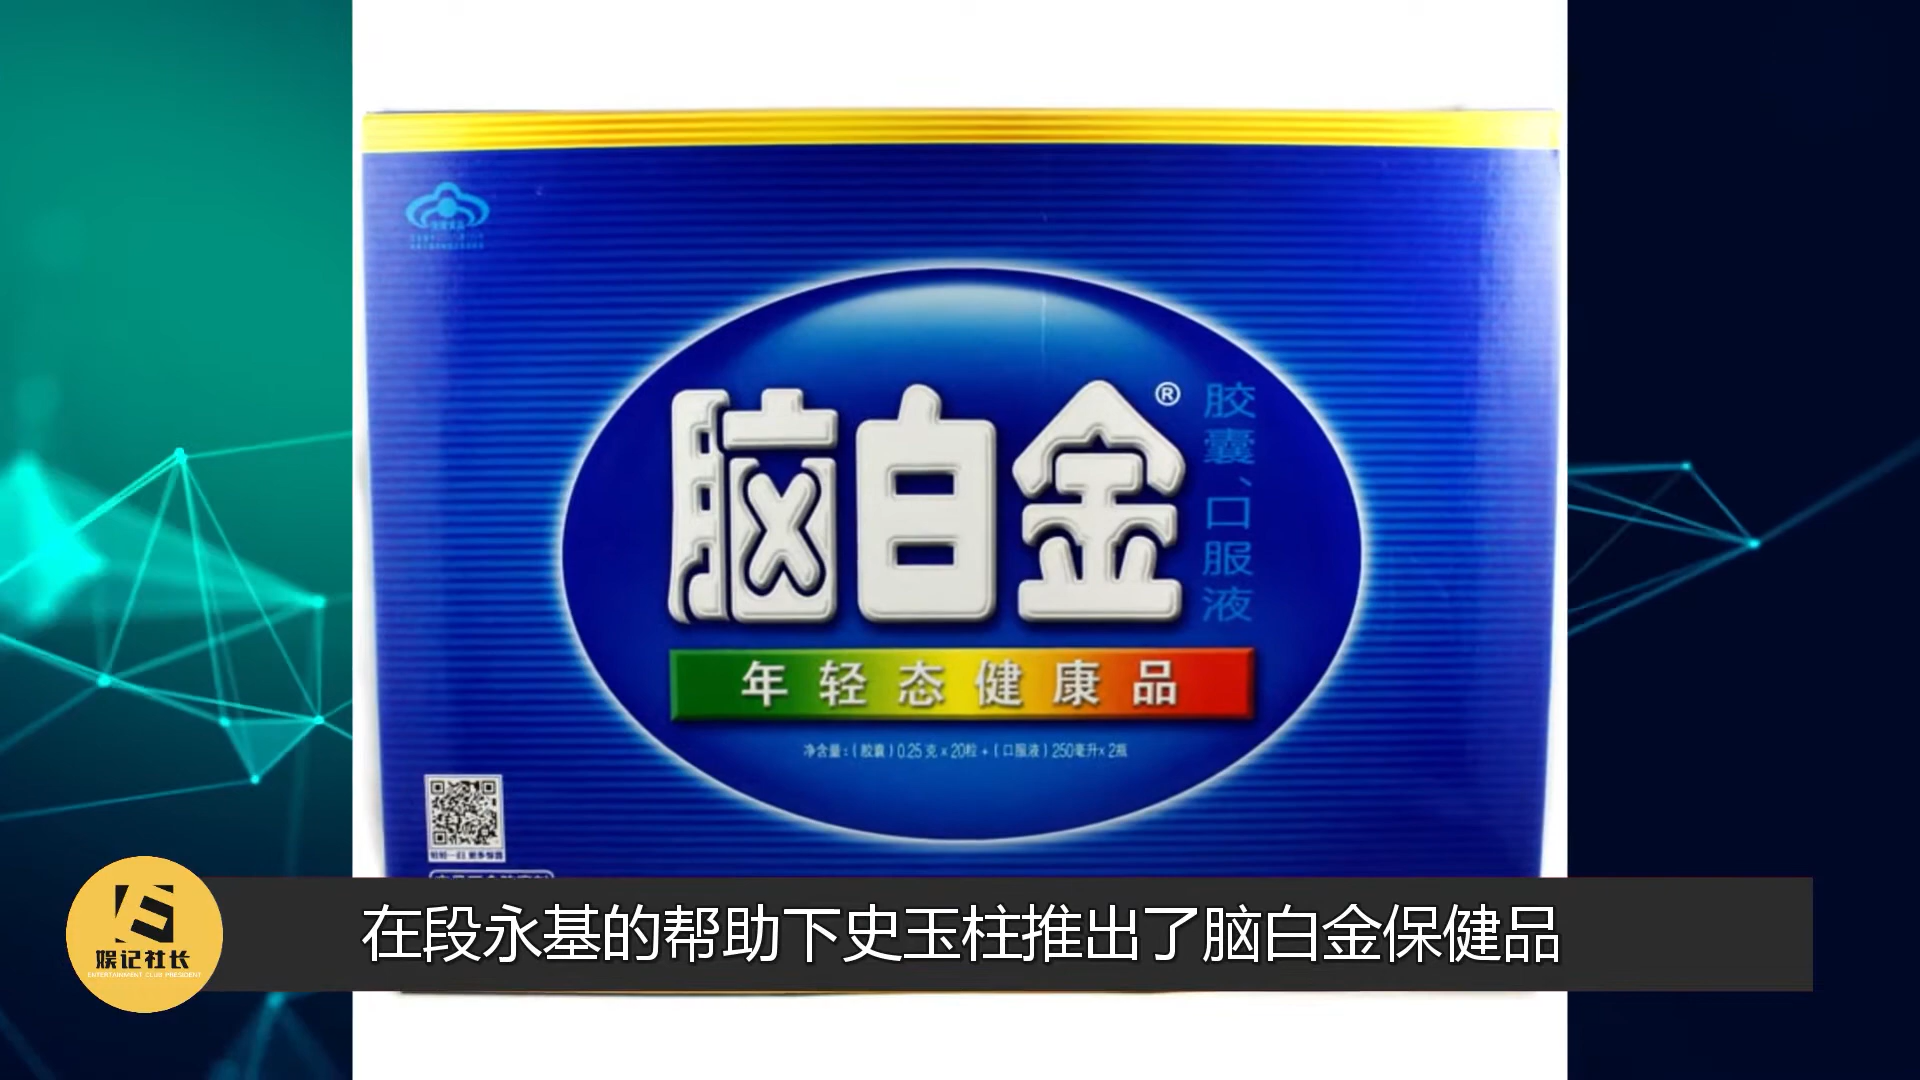 脑白金®
胶囊、口服液
年轻态健康品
净含量:(胶囊)0.25克×20粒+(口服液)250毫升×2瓶
在段永基的帮助下史玉柱推出了脑白金保健品
娱记社长
ENTERTAINMENT CLUB PRESIDENT